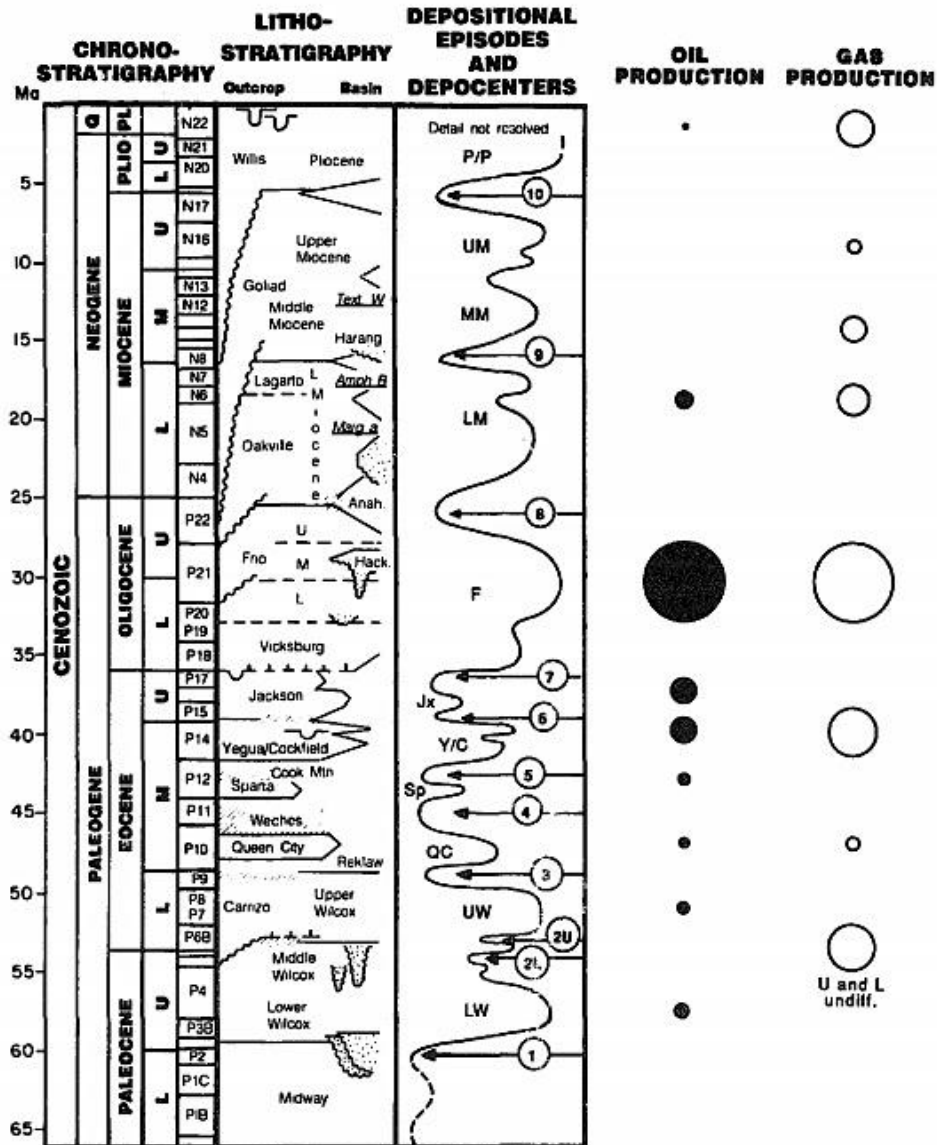 CHRONO-
STRATIGRAPHY
LITHO-
STRATIGRAPHY
Outcrop Basin
DEPOSITIONAL
EPISODES
AND
DEPOCENTERS
OIL
PRODUCTION
GAS
PRODUCTION
Ma
5
10
15
20
25
30
35
40
45
50
55
60
65
CENOZOIC
NEOGENE
PALEOGENE
Q
PLIO
MIOCENE
OLIGOCENE
EOCENE
PALEOCENE
PL
U
L
U
M
L
U
L
U
M
L
U
L
N22
N21
N20
N17
N16
N13
N12
N8
N7
N6
N5
N4
P22
P21
P20
P19
P18
P17
P15
P14
P12
P11
P10
P9
P8
P7
P6B
P4
P3B
P2
P1C
P1B
Willis Pliocene
Upper
Miocene
Goliad
Text W
Middle
Miocene
Harang
Lagarto
L
M
i
o
c
e
n
e
Amph B
Marg a
Oakville
Anah.
U
Frio M Hack.
L
Vicksburg
Jackson
Yegua/Cockfield
Cook Mtn
Sparta
Weches
Queen City
Reklaw
Carrizo Upper
Wilcox
Middle
Wilcox
Lower
Wilcox
Midway
Detail not resolved
P/P
10
UM
MM
9
LM
8
F
7
Jx
6
Y/C
5
Sp
4
QC
3
UW
2U
2L
LW
1
U and L
undiff.